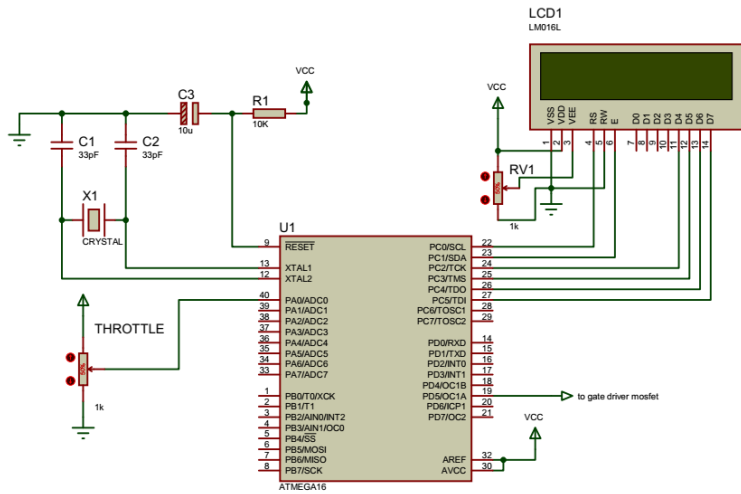 LCD1
LM016L
VCC
C3
10u
R1
10K
VCC
C1
33pF
C2
33pF
VSS
VDD
VEE
RS
RW
E
D0
D1
D2
D3
D4
D5
D6
D7
1
2
3
4
5
6
7
8
9
10
11
12
13
14
RV1
50%
1k
X1
CRYSTAL
U1
9 RESET PC0/SCL 22
PC1/SDA 23
13 XTAL1 PC2/TCK 24
12 XTAL2 PC3/TMS 25
PC4/TDO 26
40 PA0/ADC0 PC5/TDI 27
39 PA1/ADC1 PC6/TOSC1 28
38 PA2/ADC2 PC7/TOSC2 29
37 PA3/ADC3
36 PA4/ADC4 PD0/RXD 14
35 PA5/ADC5 PD1/TXD 15
34 PA6/ADC6 PD2/INT0 16
33 PA7/ADC7 PD3/INT1 17
PD4/OC1B 18
1 PB0/T0/XCK PD5/OC1A 19
2 PB1/T1 PD6/ICP1 20
3 PB2/AIN0/INT2 PD7/OC2 21
4 PB3/AIN1/OC0
5 PB4/SS
6 PB5/MOSI
7 PB6/MISO AREF 32
8 PB7/SCK AVCC 30
ATMEGA16
THROTTLE
50%
1k
to gate driver mosfet
VCC